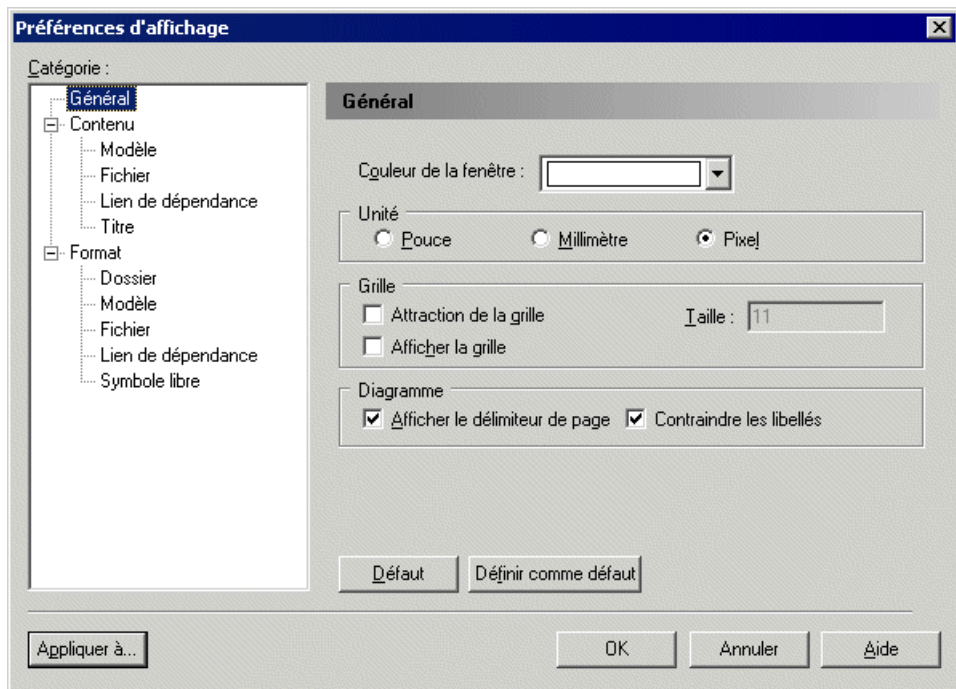 Préférences d'affichage
Catégorie :
Général
Contenu
Modèle
Fichier
Lien de dépendance
Titre
Format
Dossier
Modèle
Fichier
Lien de dépendance
Symbole libre
Général
Couleur de la fenêtre :
Unité
Pouce Millimètre Pixel
Grille
Attraction de la grille Taille : 11
Afficher la grille
Diagramme
Afficher le délimiteur de page Contraindre les libellés
Défaut Définir comme défaut
Appliquer à... OK Annuler Aide